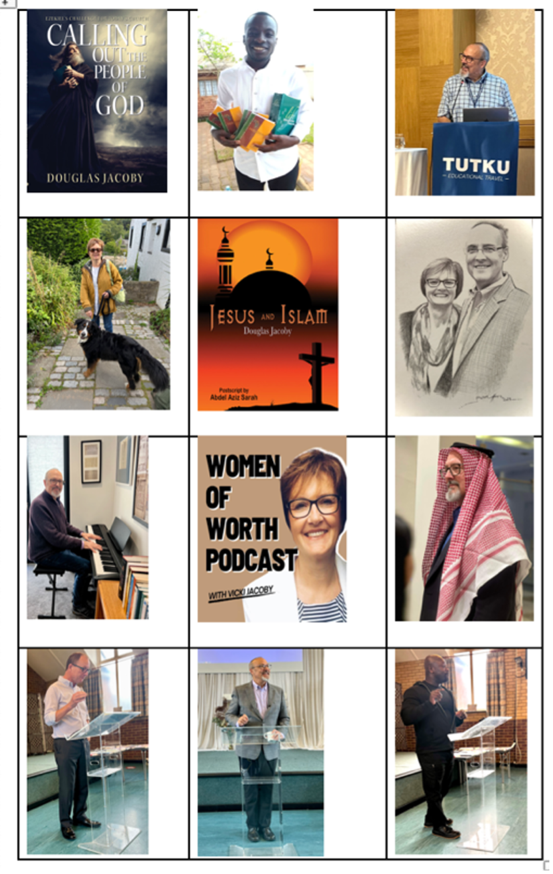 CALLING
OUT THE
PEOPLE
OF
GOD
DOUGLAS JACOBY
TUTKU
EDUCATIONAL TRAVEL
JESUS AND ISLAM
Douglas Jacoby
Postscript by
Abdel Aziz Sarah
WOMEN
OF
WORTH
PODCAST
WITH VICKI JACOBY